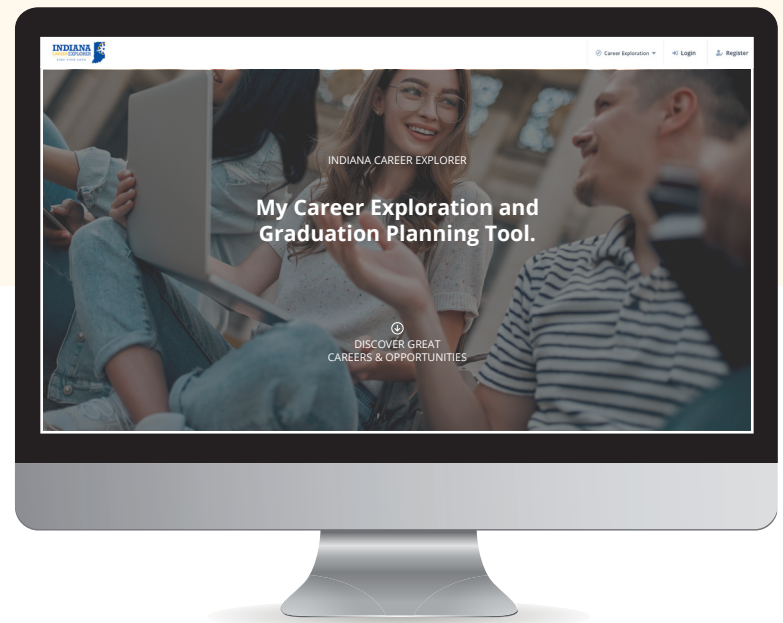 INDIANA
CAREER EXPLORER
Career Exploration
Login
Register
INDIANA CAREER EXPLORER
My Career Exploration and
Graduation Planning Tool.
DISCOVER GREAT
CAREERS & OPPORTUNITIES